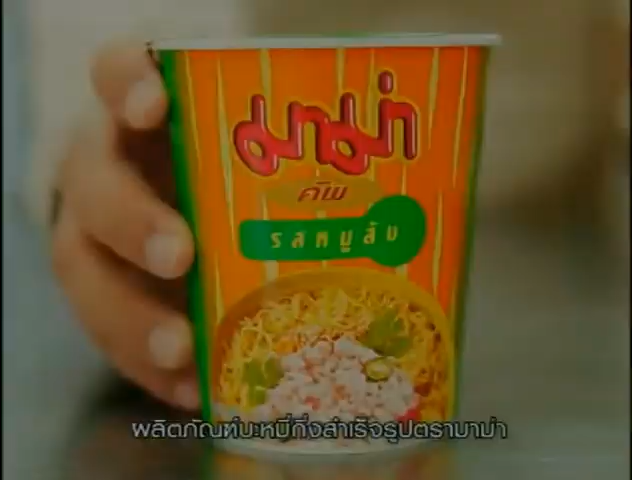 มาม่า
คัพ
รสหมูสับ
ผลิตภัณฑ์บะหมี่กึ่งสำเร็จรูปตรามาม่า